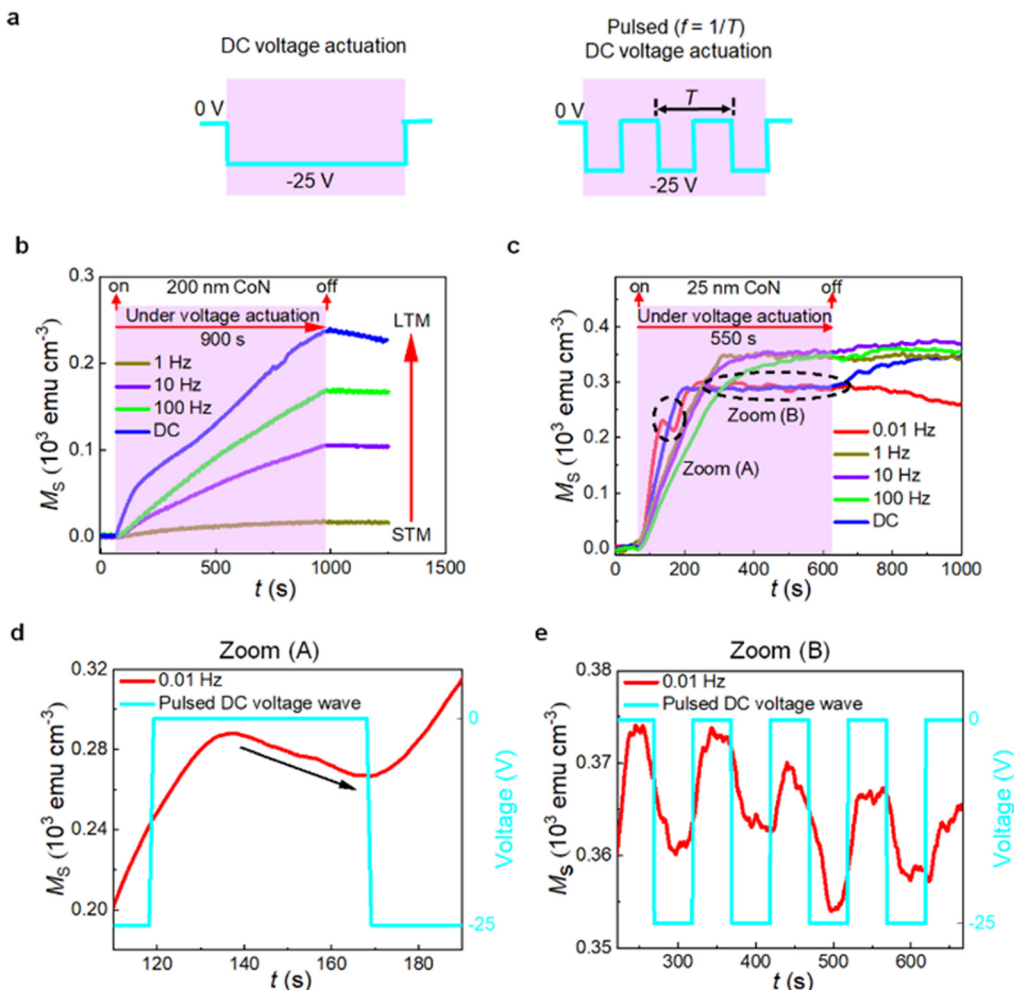 a
DC voltage actuation
0 V
-25 V
Pulsed (f = 1/T)
DC voltage actuation
0 V
T
-25 V
b
on
200 nm CoN
off
Under voltage actuation
900 s
LTM
STM
1 Hz
10 Hz
100 Hz
DC
0.3
0.2
0.1
0.0
M_S (10³ emu cm⁻³)
0
500
1000
1500
t (s)
c
on
25 nm CoN
off
Under voltage actuation
550 s
Zoom (B)
Zoom (A)
0.01 Hz
1 Hz
10 Hz
100 Hz
DC
0.4
0.3
0.2
0.1
0.0
M_S (10³ emu cm⁻³)
0
200
400
600
800
1000
t (s)
d
Zoom (A)
0.01 Hz
Pulsed DC voltage wave
0.32
0.28
0.24
0.20
M_S (10³ emu cm⁻³)
0
-25
Voltage (V)
120
140
160
180
t (s)
e
Zoom (B)
0.01 Hz
Pulsed DC voltage wave
0.38
0.37
0.36
0.35
M_S (10³ emu cm⁻³)
0
-25
Voltage (V)
300
400
500
600
t (s)